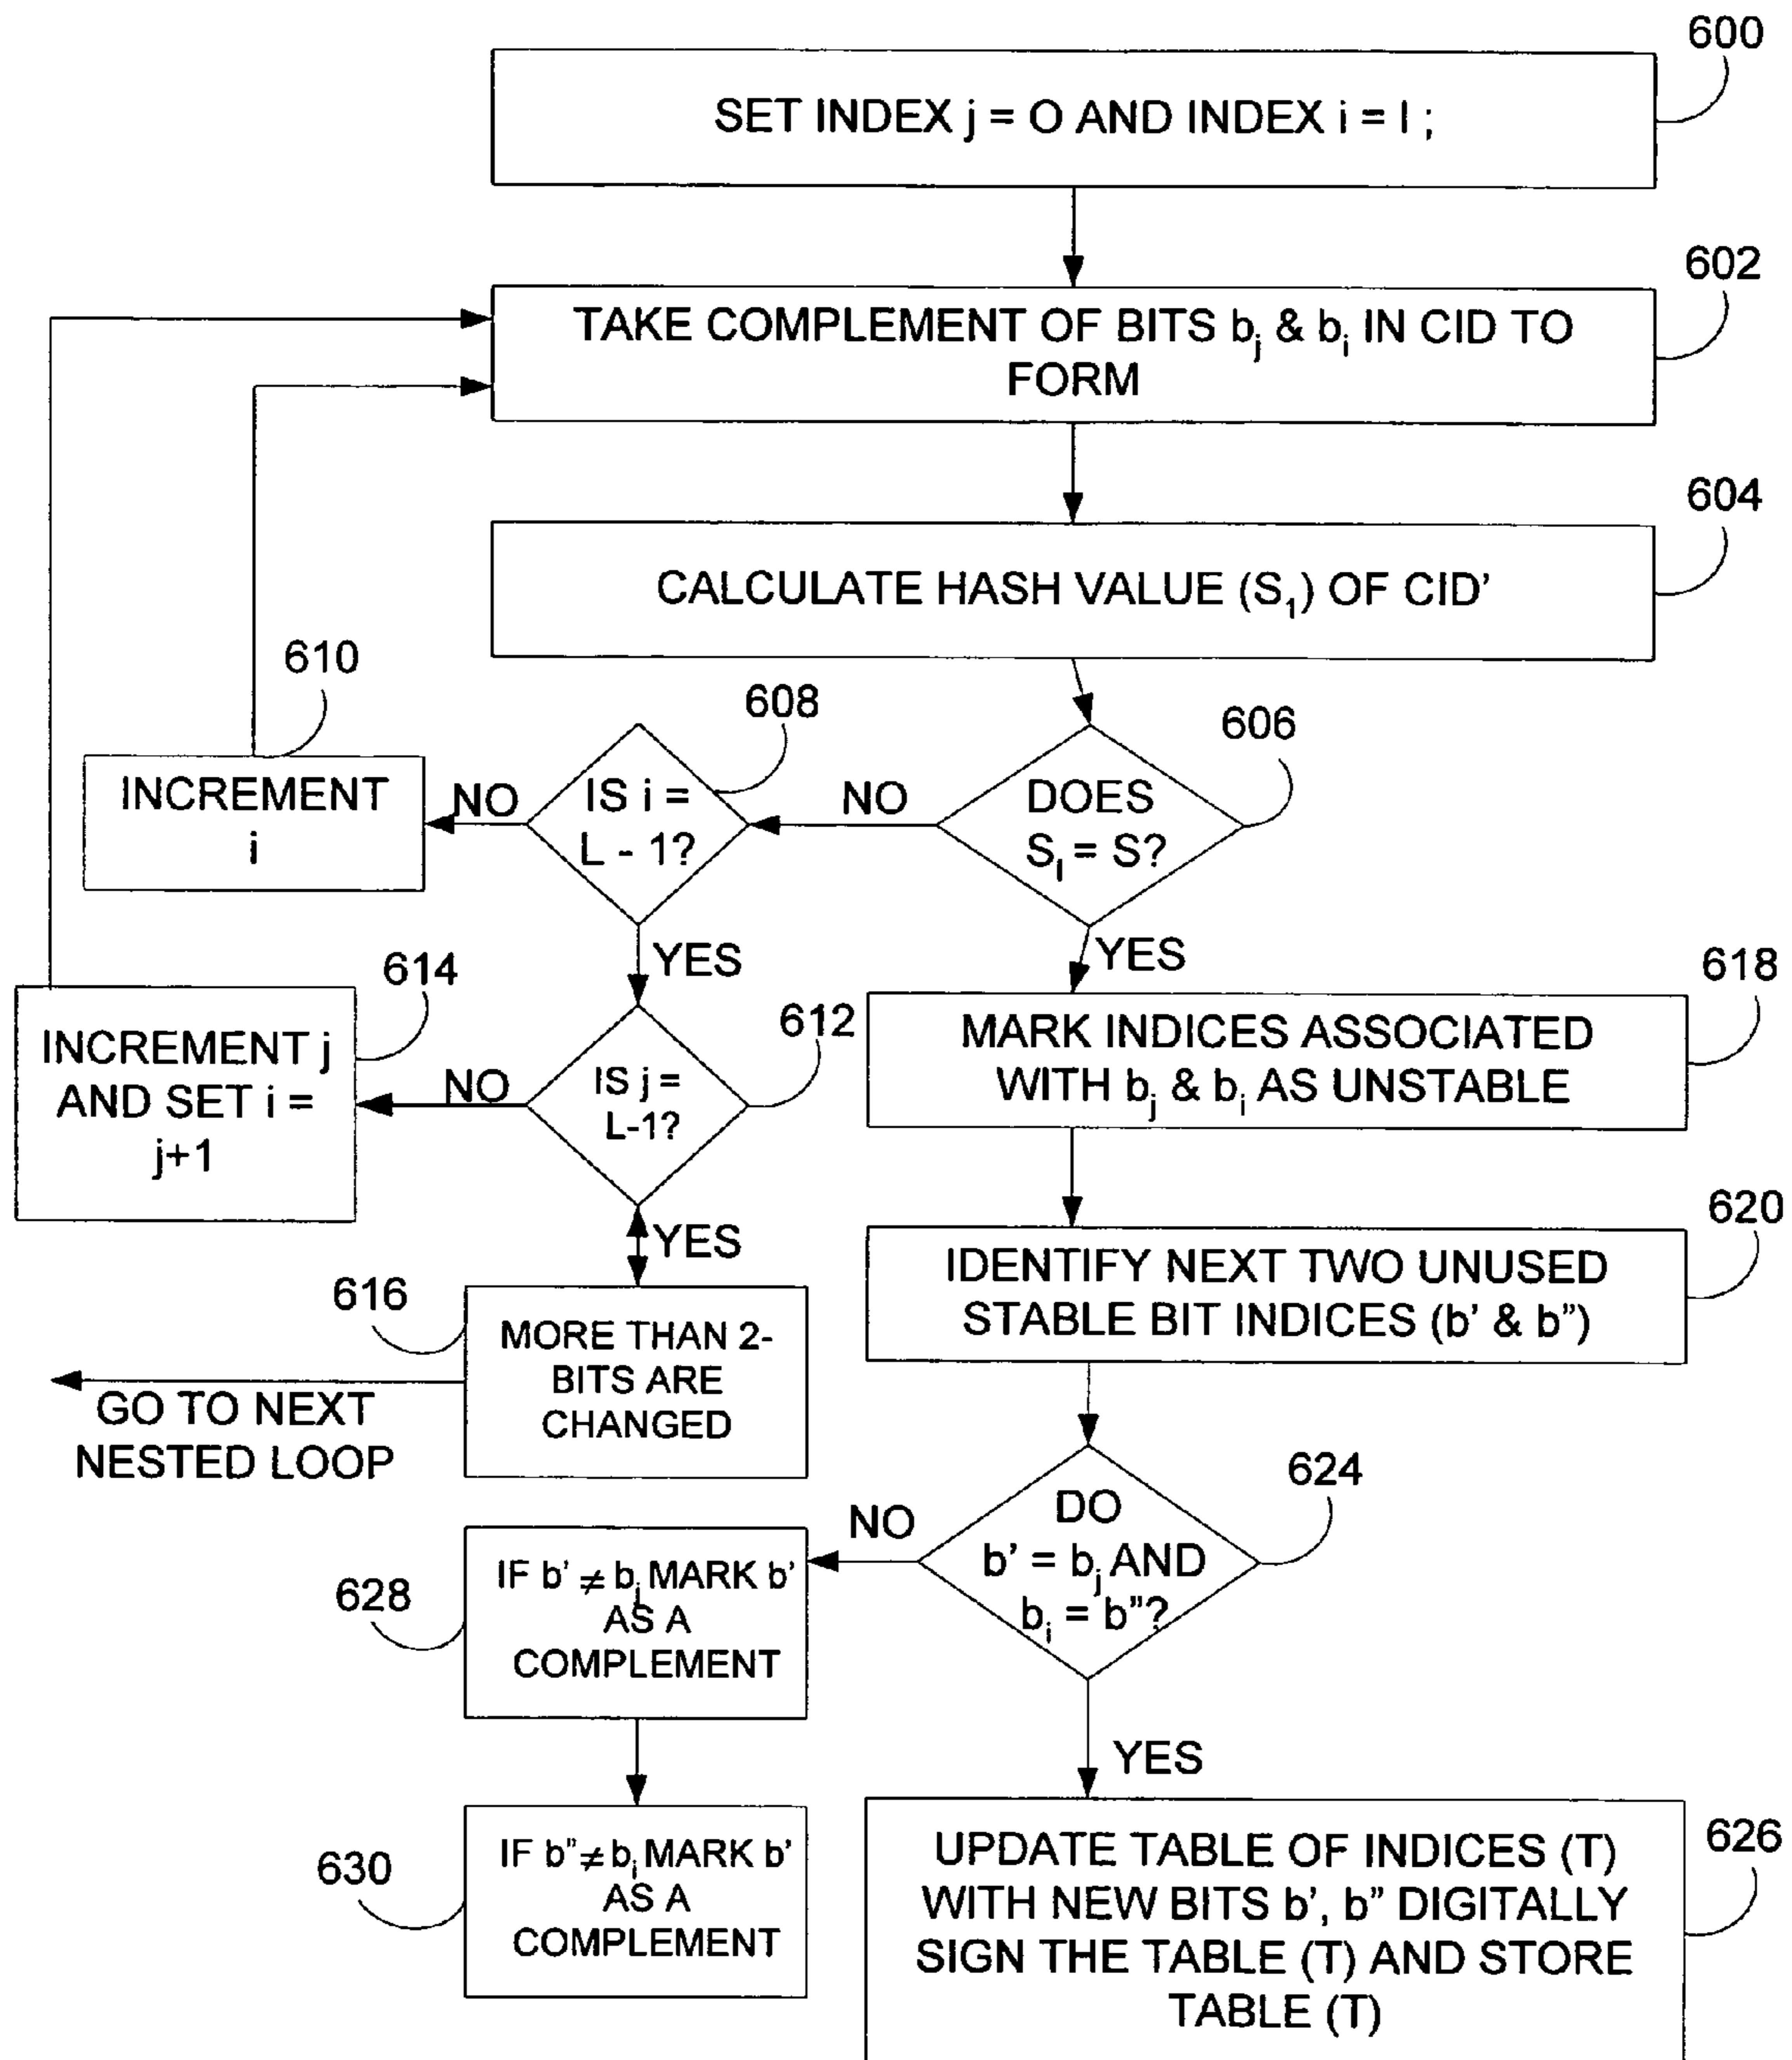 600
SET INDEX j = O AND INDEX i = I ;
602
TAKE COMPLEMENT OF BITS bj & bi IN CID TO
FORM
604
CALCULATE HASH VALUE (S1) OF CID'
610
608
606
INCREMENT
i
NO
IS i =
L - 1?
NO
DOES
SI = S?
YES
YES
614
612
618
INCREMENT j
AND SET i =
j+1
NO
IS j =
L-1?
MARK INDICES ASSOCIATED
WITH bj & bi AS UNSTABLE
YES
620
616
MORE THAN 2-
BITS ARE
CHANGED
IDENTIFY NEXT TWO UNUSED
STABLE BIT INDICES (b' & b")
GO TO NEXT
NESTED LOOP
624
NO
DO
b' = bj AND
bi = b"?
628
IF b' ≠ bj MARK b'
AS A
COMPLEMENT
YES
630
IF b" ≠ bi MARK b'
AS A
COMPLEMENT
626
UPDATE TABLE OF INDICES (T)
WITH NEW BITS b', b" DIGITALLY
SIGN THE TABLE (T) AND STORE
TABLE (T)